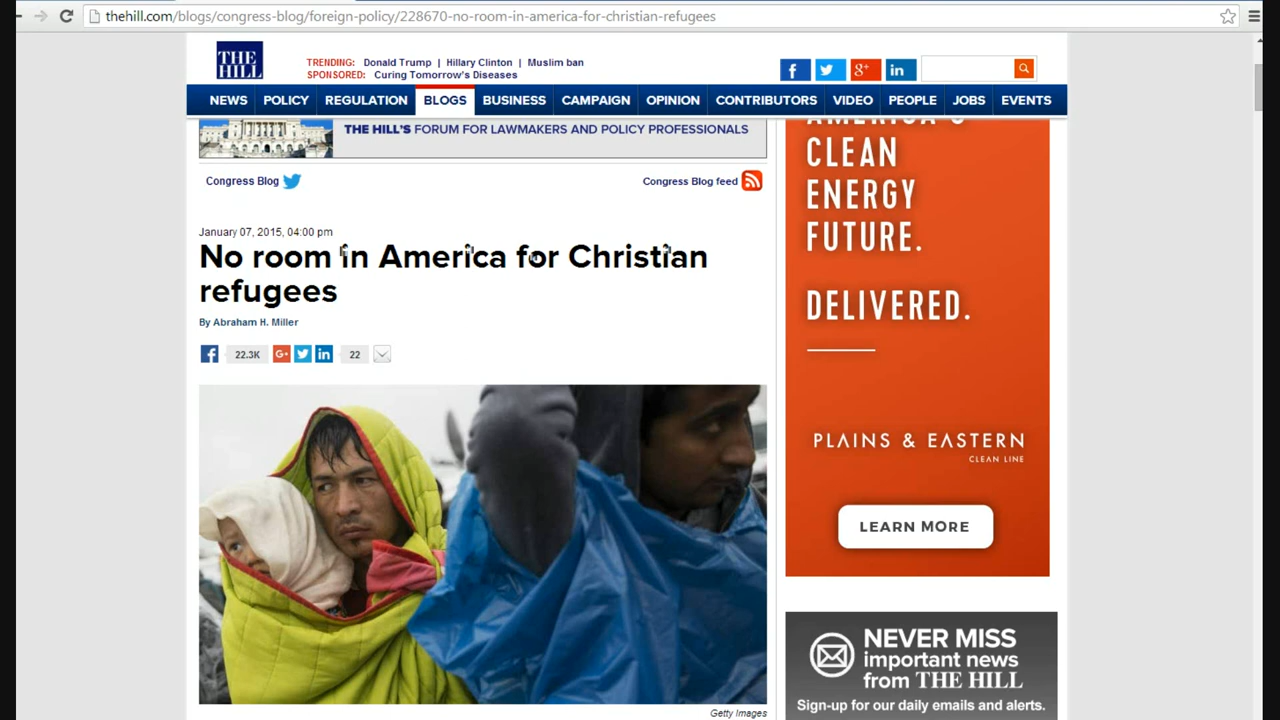 thehill.com/blogs/congress-blog/foreign-policy/228670-no-room-in-america-for-christian-refugees
THE HILL
TRENDING: Donald Trump | Hillary Clinton | Muslim ban
SPONSORED: Curing Tomorrow's Diseases
NEWS POLICY REGULATION BLOGS BUSINESS CAMPAIGN OPINION CONTRIBUTORS VIDEO PEOPLE JOBS EVENTS
THE HILL'S FORUM FOR LAWMAKERS AND POLICY PROFESSIONALS
Congress Blog
Congress Blog feed
January 07, 2015, 04:00 pm
No room in America for Christian
refugees
By Abraham H. Miller
22.3K
22
Getty Images
AMERICA'S
CLEAN
ENERGY
FUTURE.
DELIVERED.
PLAINS & EASTERN
CLEAN LINE
LEARN MORE
NEVER MISS
important news
from THE HILL
Sign-up for our daily emails and alerts.